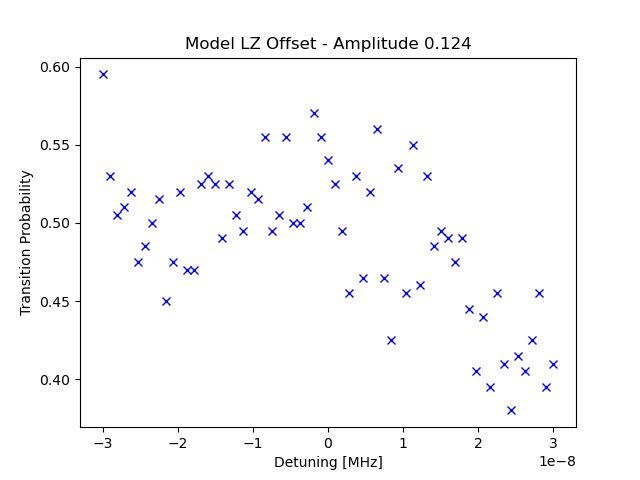 Model LZ Offset - Amplitude 0.124
0.60
0.55
0.50
0.45
0.40
Transition Probability
−3 −2 −1 0 1 2 3
1e−8
Detuning [MHz]